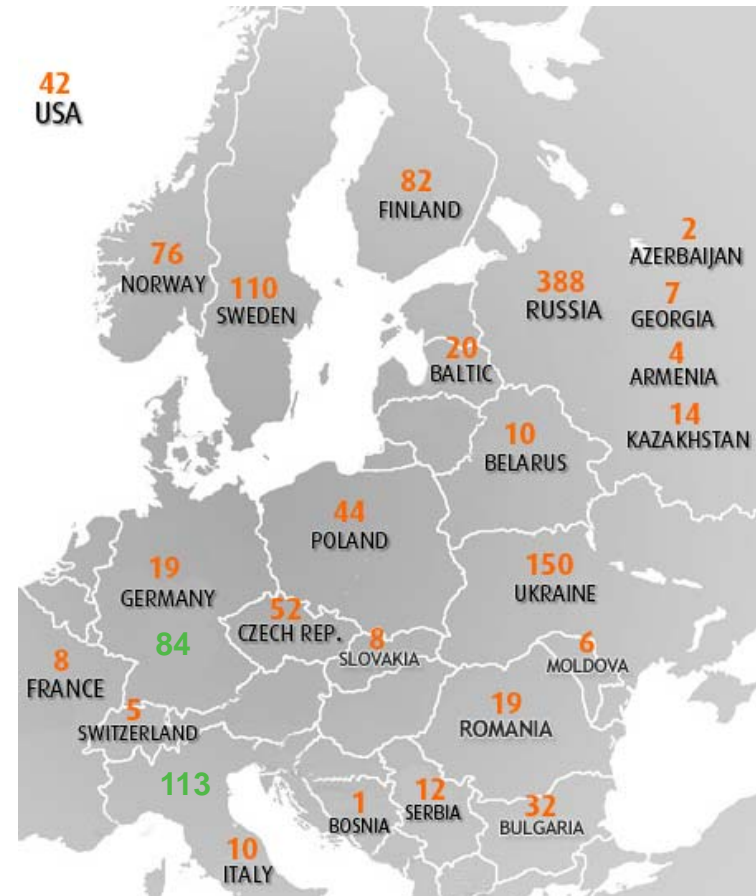 42
USA
82
FINLAND
2
AZERBAIJAN
76
NORWAY
110
SWEDEN
388
RUSSIA
7
GEORGIA
20
BALTIC
4
ARMENIA
14
KAZAKHSTAN
10
BELARUS
44
POLAND
19
GERMANY
150
UKRAINE
52
CZECH REP.
84
8
SLOVAKIA
6
MOLDOVA
8
FRANCE
5
SWITZERLAND
19
ROMANIA
113
1
BOSNIA
12
SERBIA
32
BULGARIA
10
ITALY